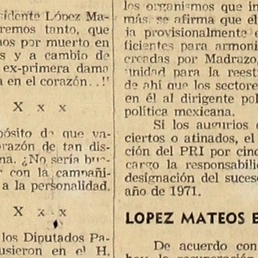 sidente López Ma-
remos tanto, que
os por muerto en
s y a cambio de
ex-primera dama
a en el corazón..!!
X x x
pósito de que va-
orazón de tan dis-
na. ¿No sería bue-
r con la campañi-
a la personalidad.
X x x
los Diputados Pa-
usieron en el H.
los organismos que in
más se afirma que el
ía provisionalmente e
ficientes para armoni
creadas por Madrazo,
unidad para la reest
de ahí que los sectore
en él al dirigente pol
política mexicana.
Si los augurios
ciertos o atinados, el
ción del PRI por cinc
cargo la responsabili
designación del suces
año de 1971.
LOPEZ MATEOS E
De acuerdo con